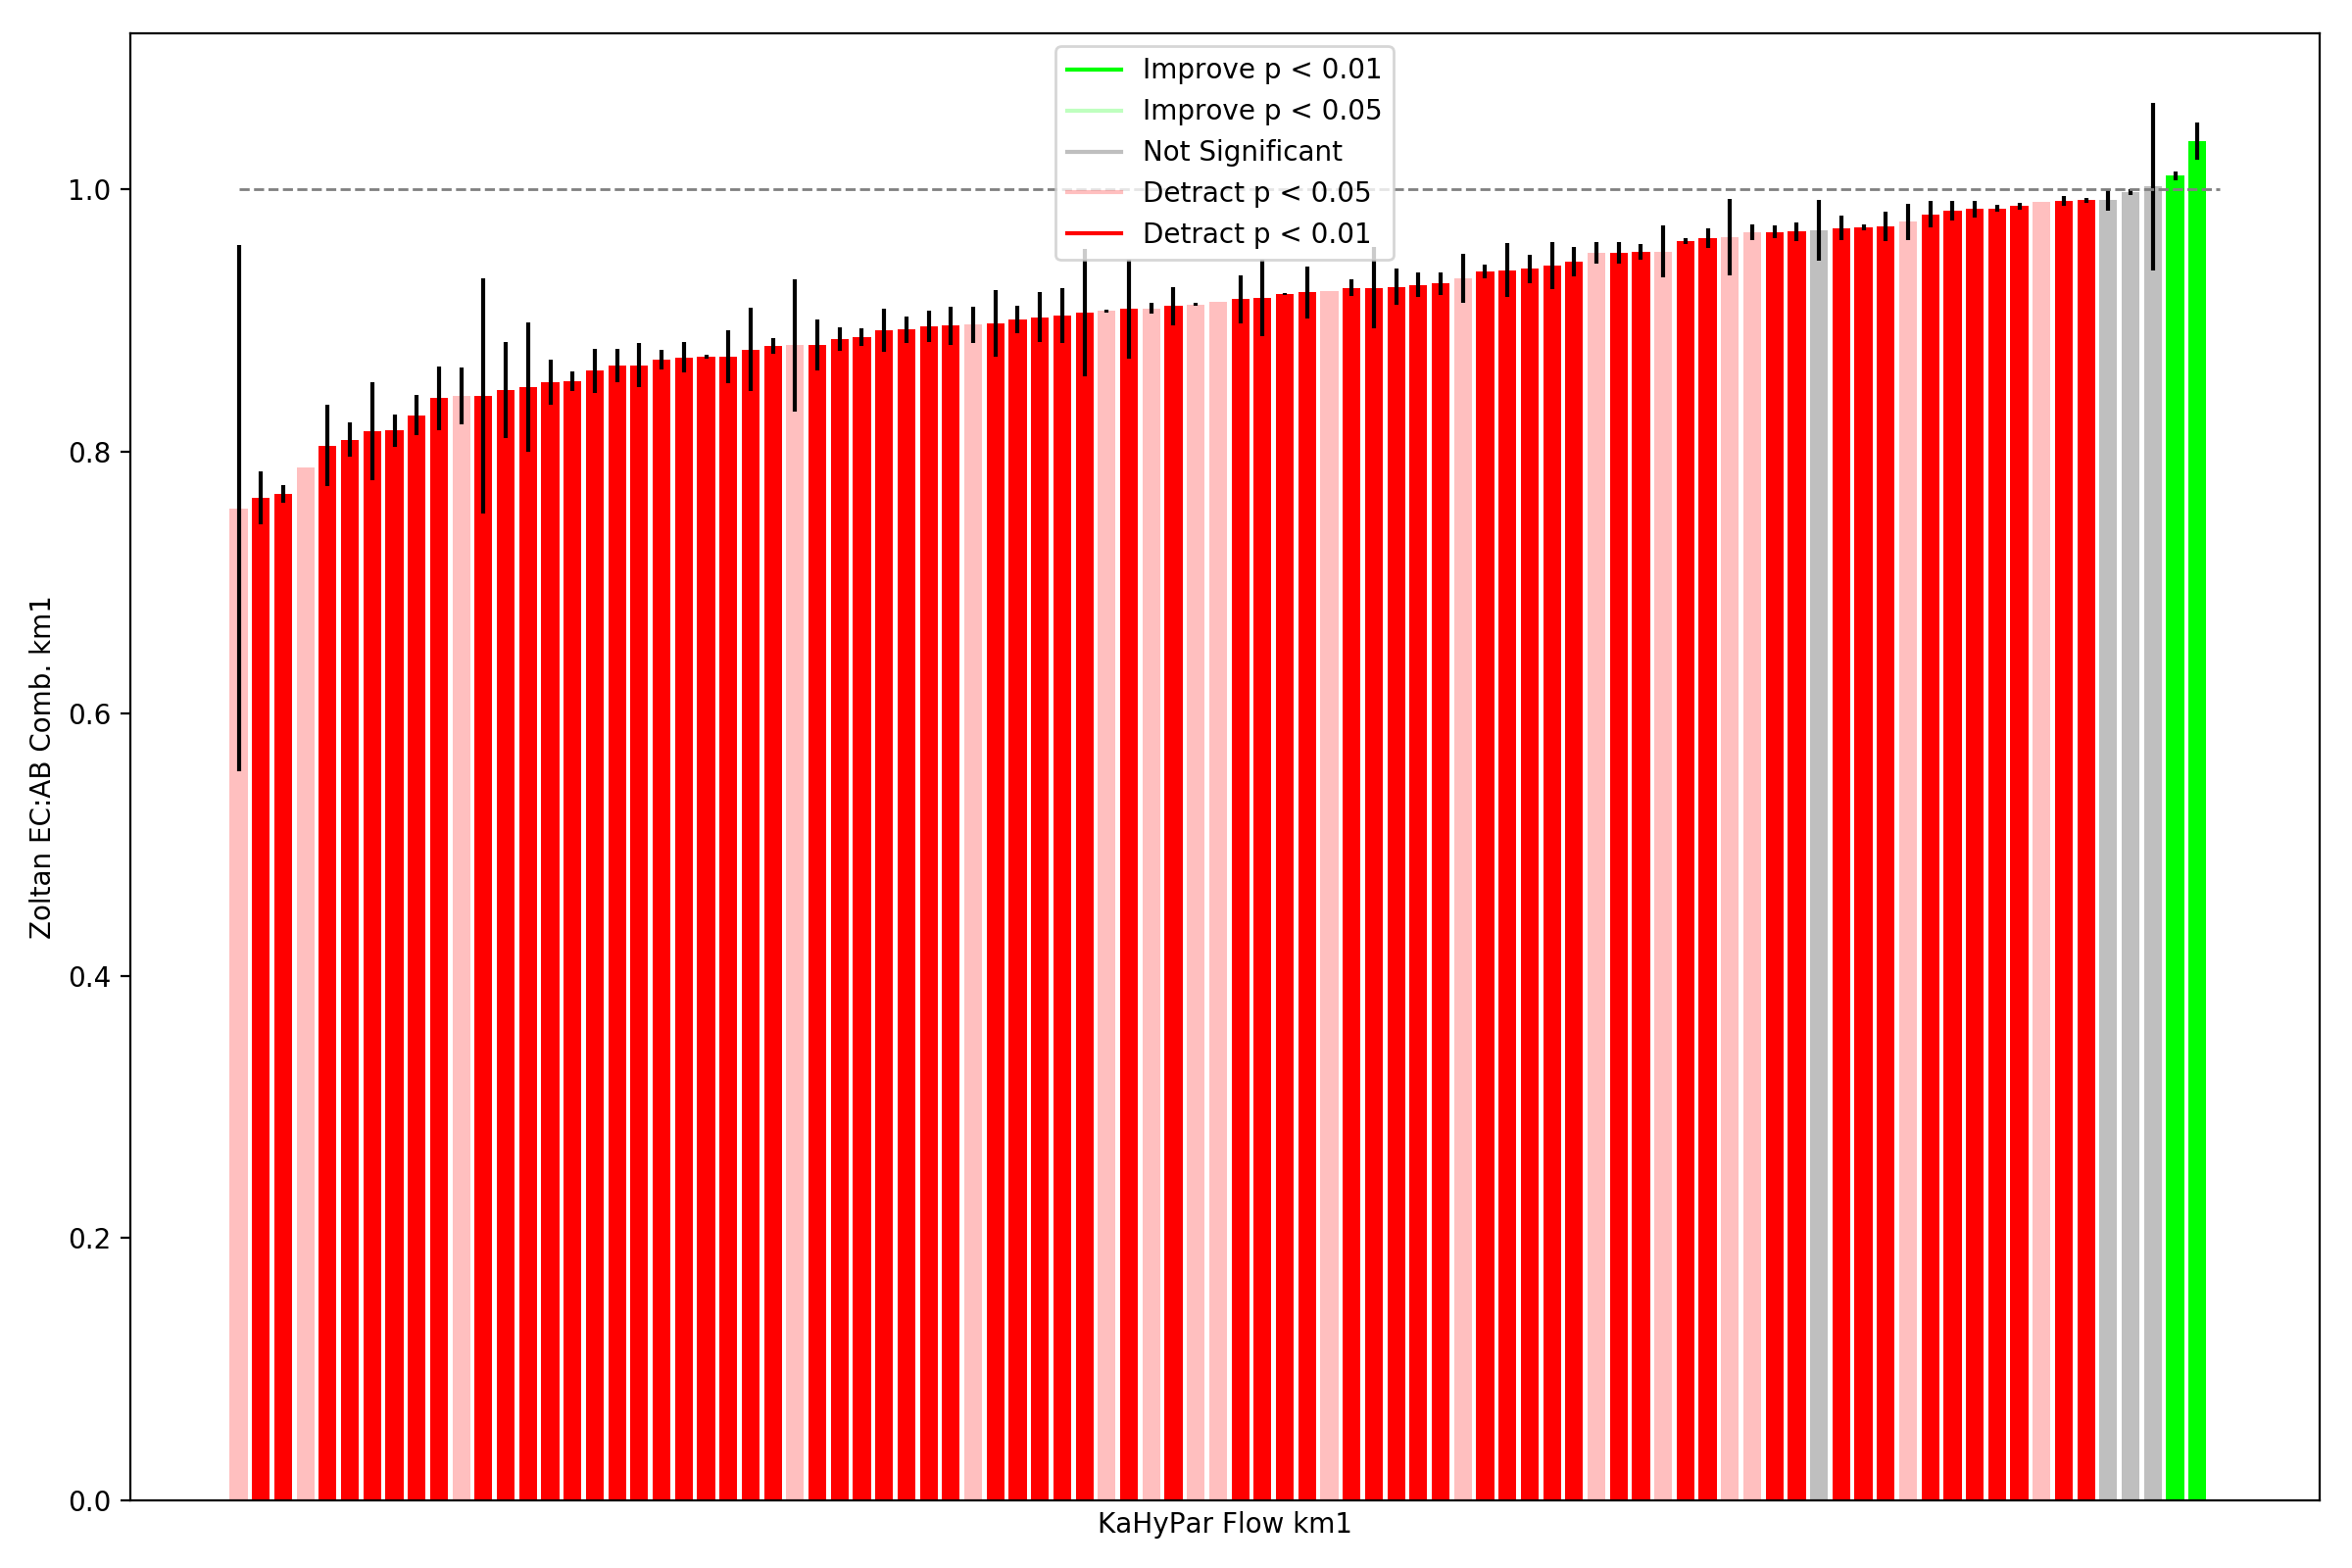 Improve p < 0.01
Improve p < 0.05
Not Significant
Detract p < 0.05
Detract p < 0.01
1.0
0.8
0.6
0.4
0.2
0.0
Zoltan EC:AB Comb. km1
KaHyPar Flow km1